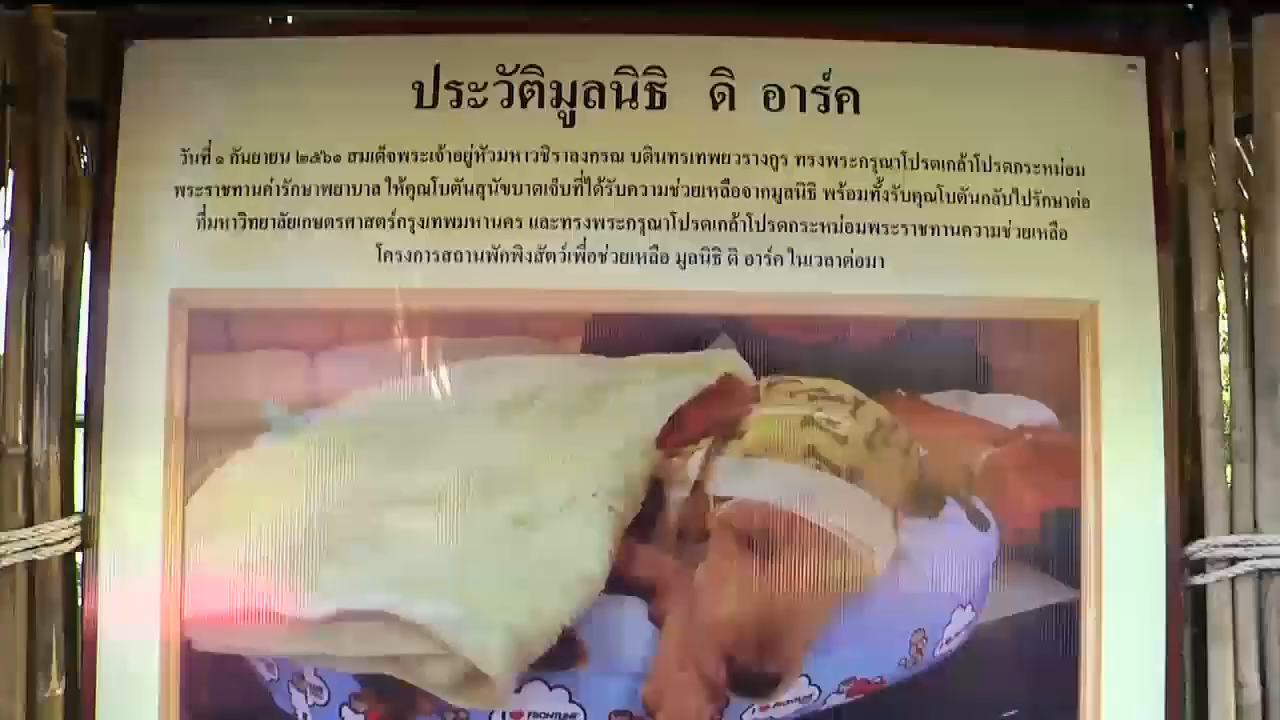 ประวัติมูลนิธิ ดิ อาร์ค
วันที่ ๑ กันยายน ๒๕๖๑ สมเด็จพระเจ้าอยู่หัวมหาวชิราลงกรณ บดินทรเทพยวรางกูร ทรงพระกรุณาโปรดเกล้าโปรดกระหม่อม
พระราชทานค่ารักษาพยาบาล ให้คุณโบตันสุนัขบาดเจ็บที่ได้รับความช่วยเหลือจากมูลนิธิ พร้อมทั้งรับคุณโบตันกลับไปรักษาต่อ
ที่มหาวิทยาลัยเกษตรศาสตร์กรุงเทพมหานคร และทรงพระกรุณาโปรดเกล้าโปรดกระหม่อมพระราชทานความช่วยเหลือ
โครงการสถานพักพิงสัตว์เพื่อช่วยเหลือ มูลนิธิ ดิ อาร์ค ในเวลาต่อมา
I ❤ FRONTLINE